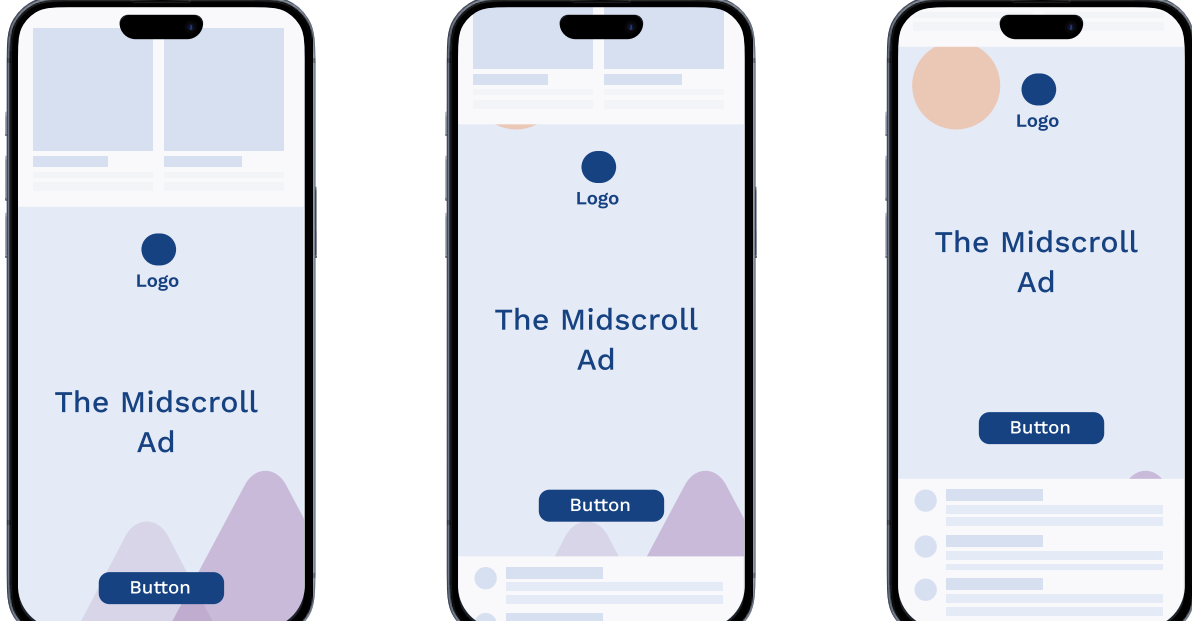 Logo
The Midscroll
Ad
Button
Logo
The Midscroll
Ad
Button
Logo
The Midscroll
Ad
Button